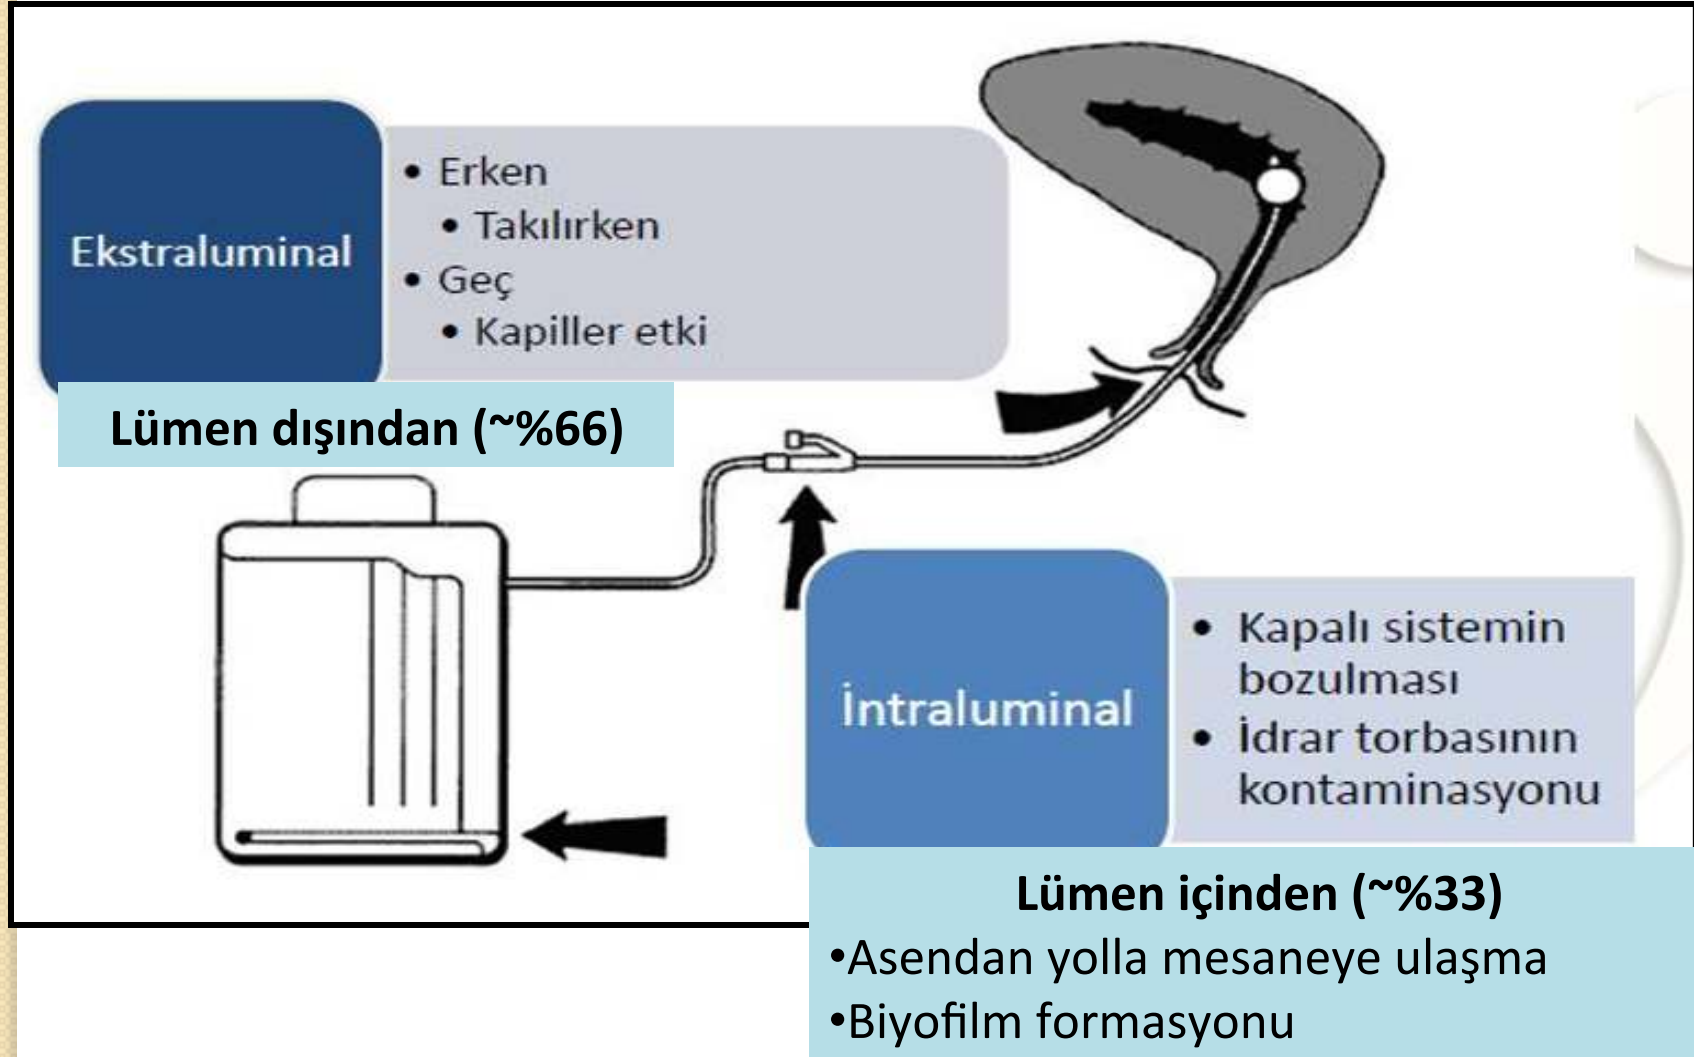 Ekstraluminal
• Erken
• Takılırken
• Geç
• Kapiller etki
Lümen dışından (~%66)
İntraluminal
• Kapalı sistemin
bozulması
• İdrar torbasının
kontaminasyonu
Lümen içinden (~%33)
•Asendan yolla mesaneye ulaşma
•Biyofilm formasyonu